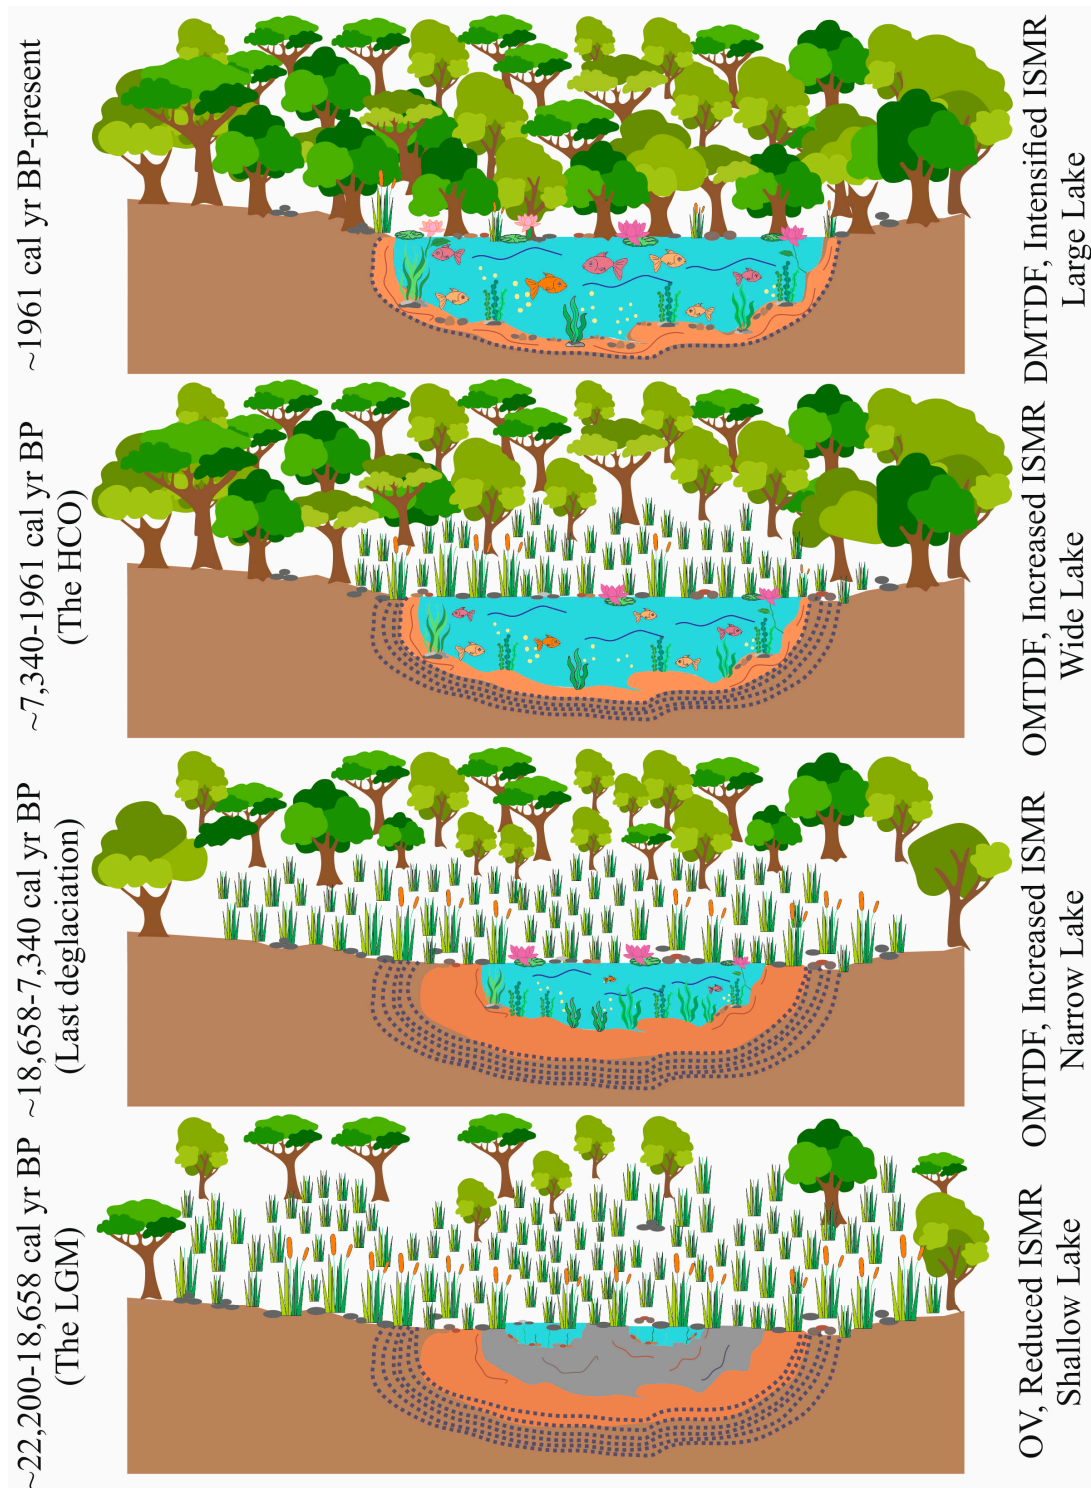 ~1961 cal yr BP-present
DMTDF, Intensified ISMR
Large Lake
~7,340-1961 cal yr BP
(The HCO)
OMTDF, Increased ISMR
Wide Lake
~18,658-7,340 cal yr BP
(Last deglaciation)
OMTDF, Increased ISMR
Narrow Lake
~22,200-18,658 cal yr BP
(The LGM)
OV, Reduced ISMR
Shallow Lake